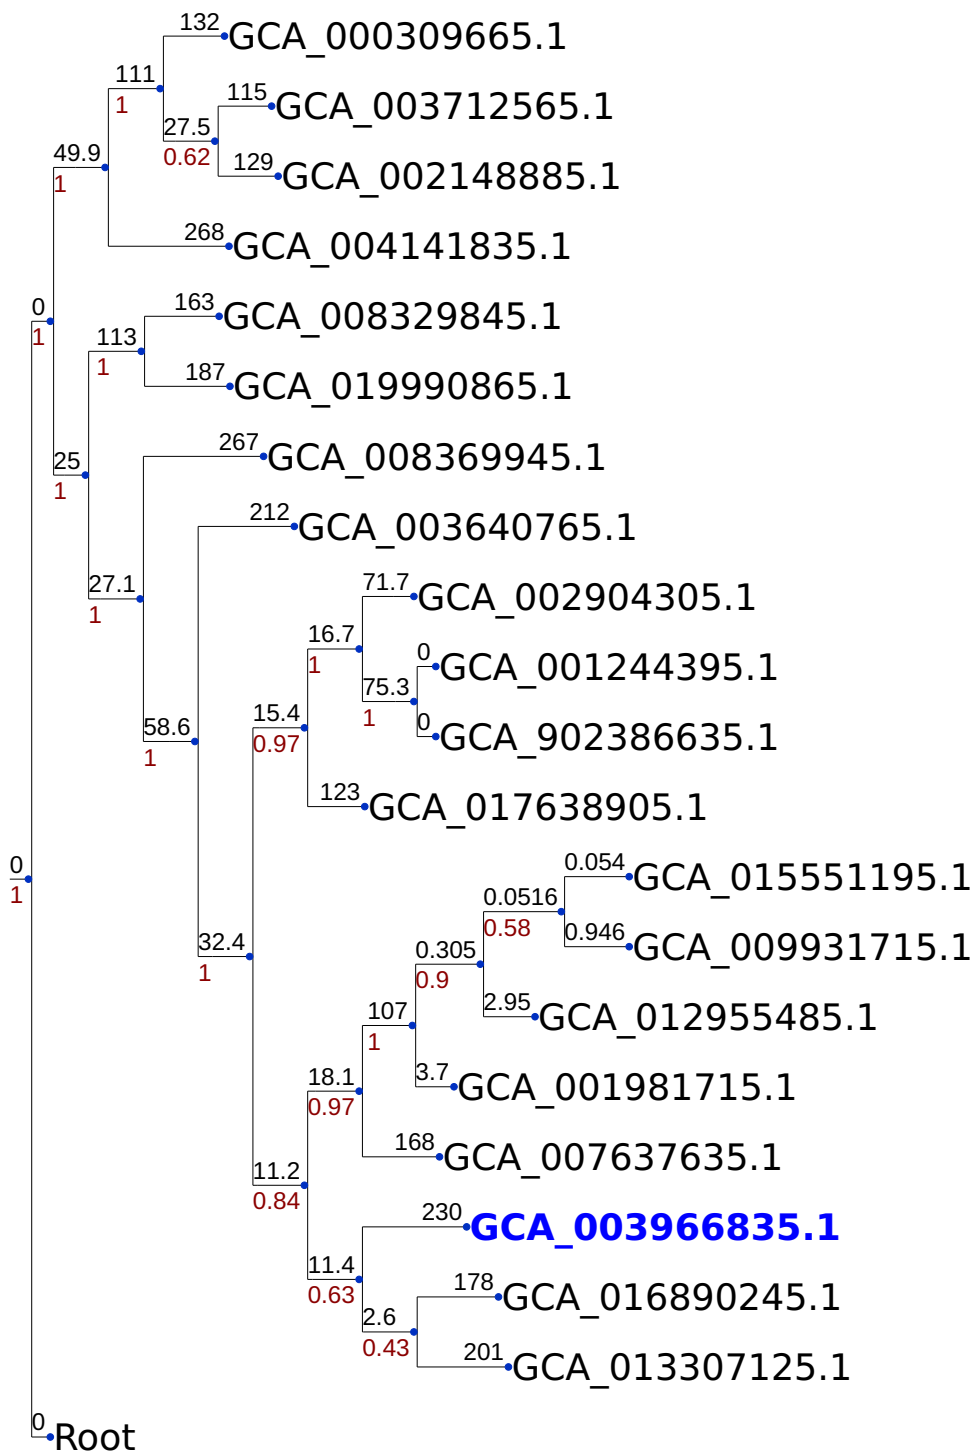 132
GCA_000309665.1
111
1
115
GCA_003712565.1
27.5
0.62
129
GCA_002148885.1
49.9
1
268
GCA_004141835.1
0
1
163
GCA_008329845.1
113
1
187
GCA_019990865.1
25
1
267
GCA_008369945.1
212
GCA_003640765.1
27.1
1
71.7
GCA_002904305.1
16.7
1
0
GCA_001244395.1
75.3
1
0
GCA_902386635.1
58.6
1
15.4
0.97
123
GCA_017638905.1
0
1
0.054
GCA_015551195.1
0.0516
0.58
0.946
GCA_009931715.1
32.4
1
0.305
0.9
2.95
GCA_012955485.1
107
1
3.7
GCA_001981715.1
18.1
0.97
168
GCA_007637635.1
11.2
0.84
230
GCA_003966835.1
11.4
0.63
178
GCA_016890245.1
2.6
0.43
201
GCA_013307125.1
0
Root